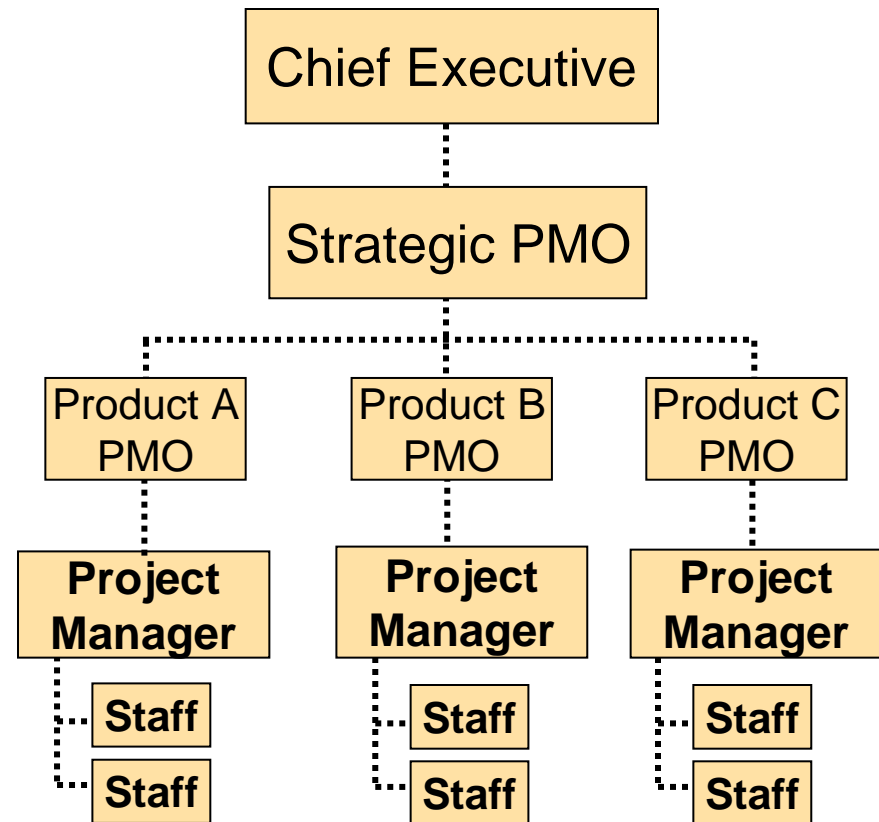 Chief Executive
Strategic PMO
Product A
PMO
Product B
PMO
Product C
PMO
Project
Manager
Project
Manager
Project
Manager
Staff
Staff
Staff
Staff
Staff
Staff